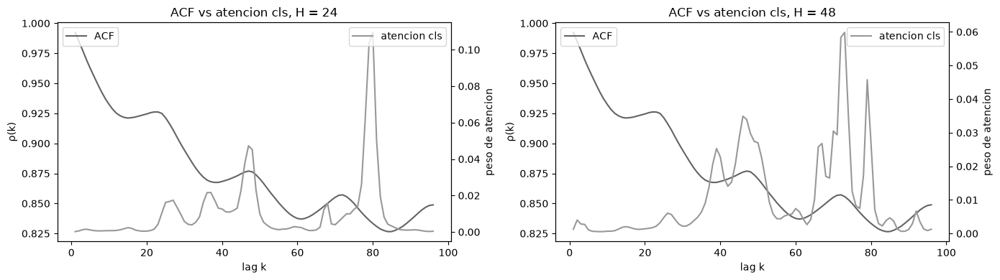 ACF vs atencion cls, H = 24
ACF
atencion cls
1.000
0.975
0.950
0.925
0.900
0.875
0.850
0.825
ρ(k)
0.10
0.08
0.06
0.04
0.02
0.00
peso de atencion
0 20 40 60 80 100
lag k
ACF vs atencion cls, H = 48
ACF
atencion cls
1.000
0.975
0.950
0.925
0.900
0.875
0.850
0.825
ρ(k)
0.06
0.05
0.04
0.03
0.02
0.01
0.00
peso de atencion
0 20 40 60 80 100
lag k